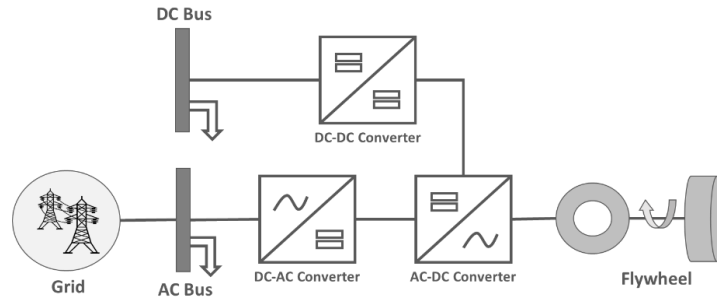 DC Bus
DC-DC Converter
Grid
AC Bus
DC-AC Converter
AC-DC Converter
Flywheel